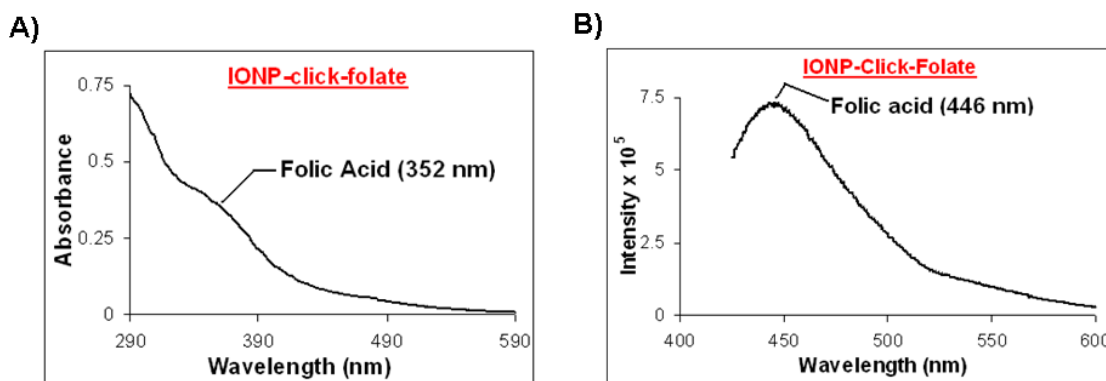 A)
IONP-click-folate
0.75
0.5
0.25
0
Absorbance
Folic Acid (352 nm)
290 390 490 590
Wavelength (nm)
B)
IONP-Click-Folate
7.5
5
2.5
0
Intensity x 10^5
Folic acid (446 nm)
400 450 500 550 600
Wavelength (nm)